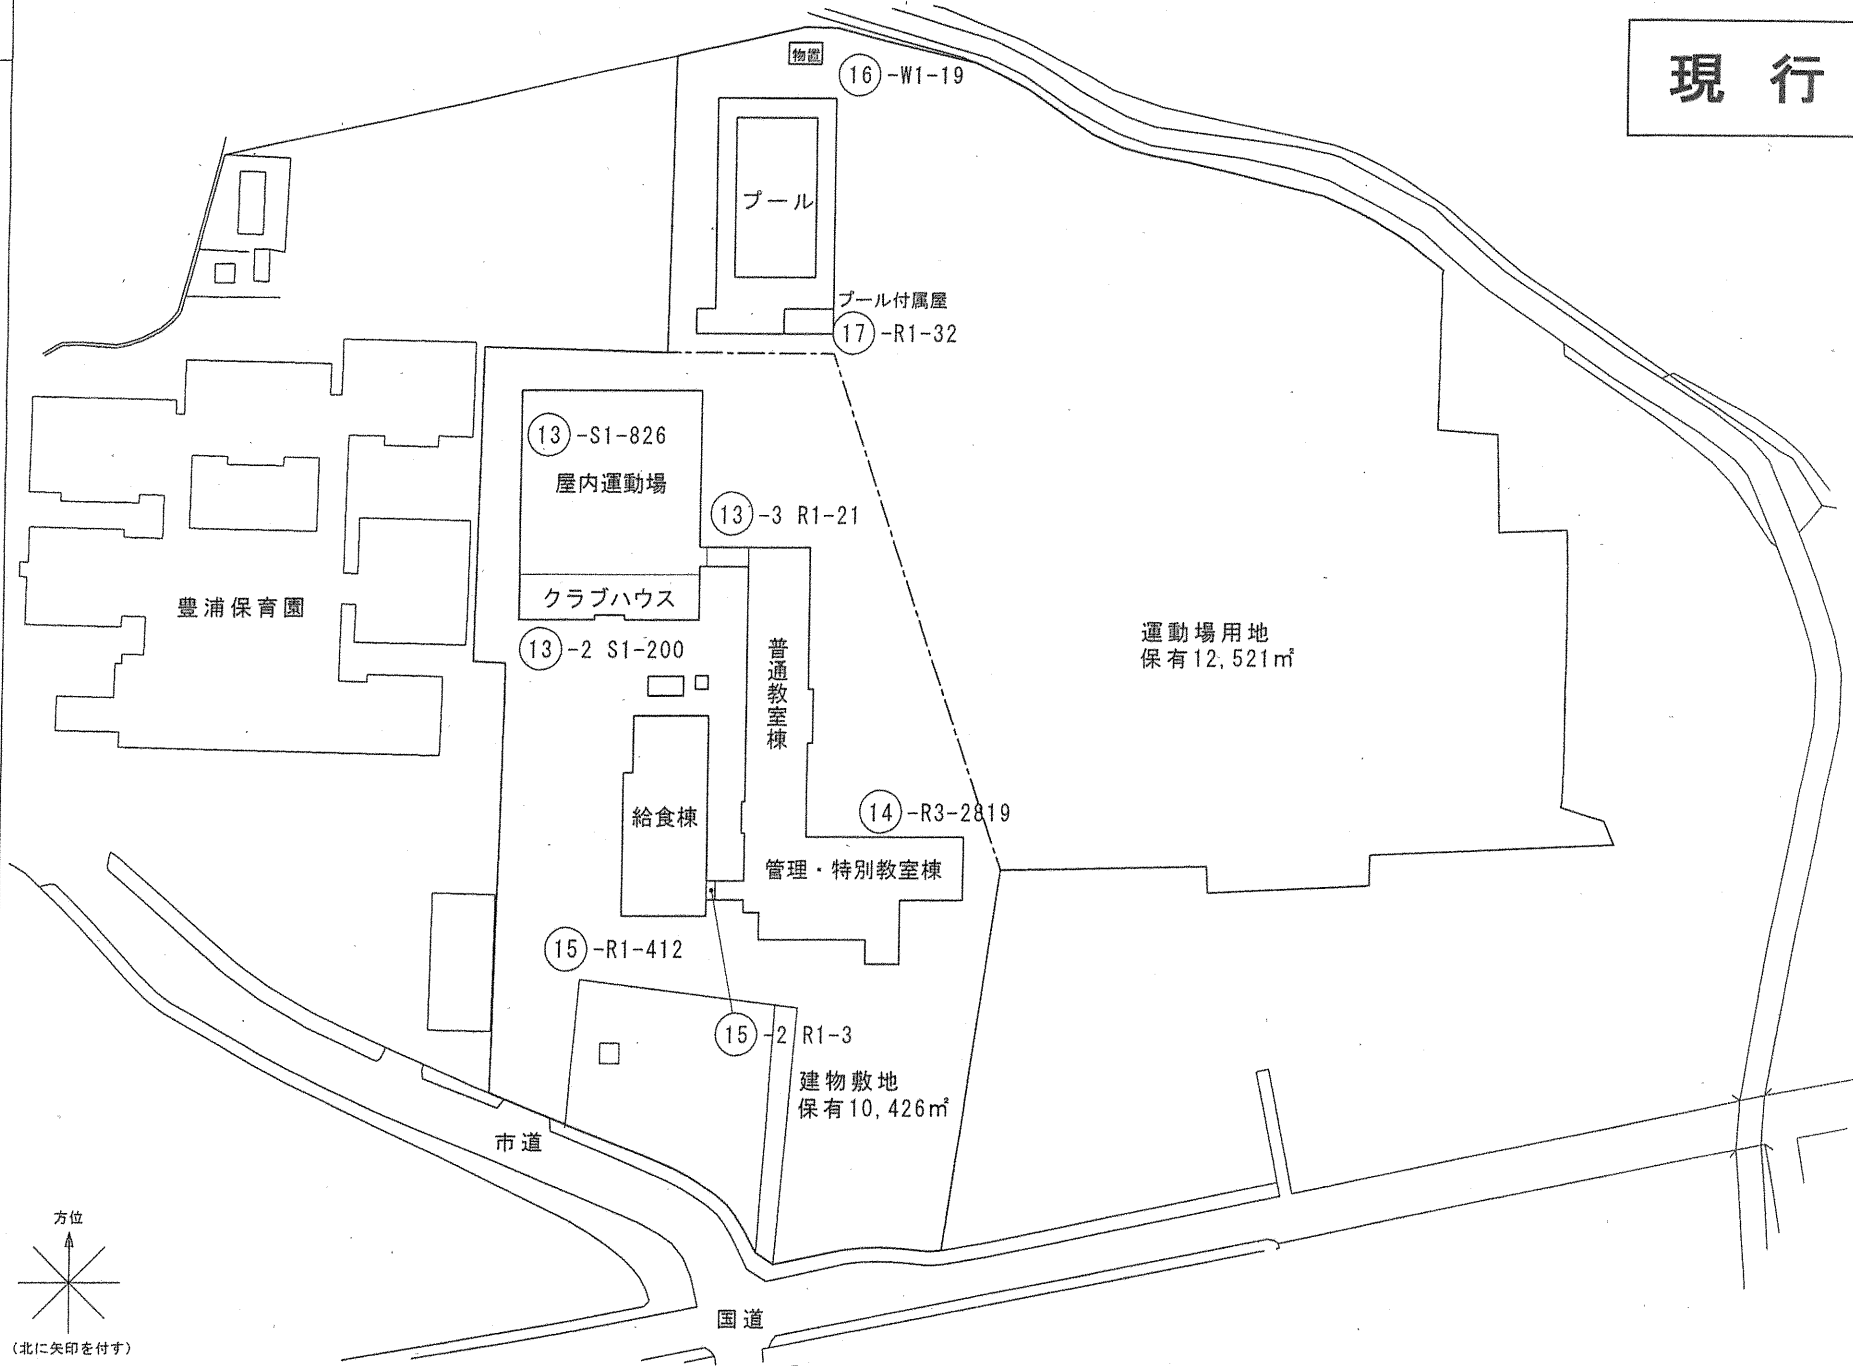 現行
物置
⑯-W1-19
プール
プール付属屋
⑰-R1-32
⑬-S1-826
屋内運動場
⑬-3 R1-21
クラブハウス
⑬-2 S1-200
豊浦保育園
普通教室棟
運動場用地
保有12,521㎡
給食棟
⑭-R3-2819
管理・特別教室棟
⑮-R1-412
⑮-2 R1-3
建物敷地
保有10,426㎡
市道
国道
方位
(北に矢印を付す)